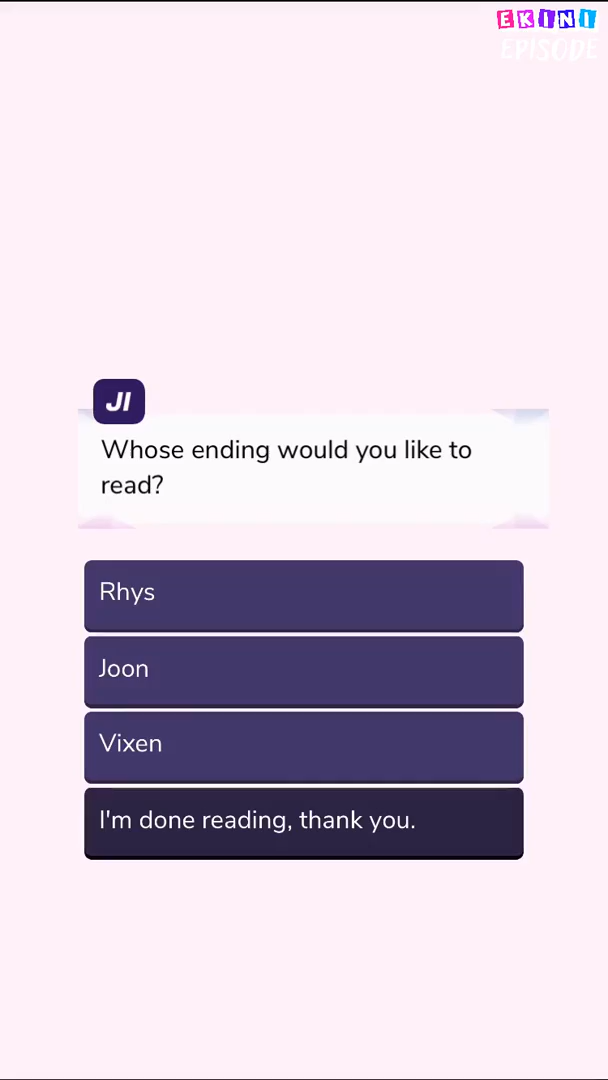 EKINI
EPISODE
JI
Whose ending would you like to
read?
Rhys
Joon
Vixen
I'm done reading, thank you.